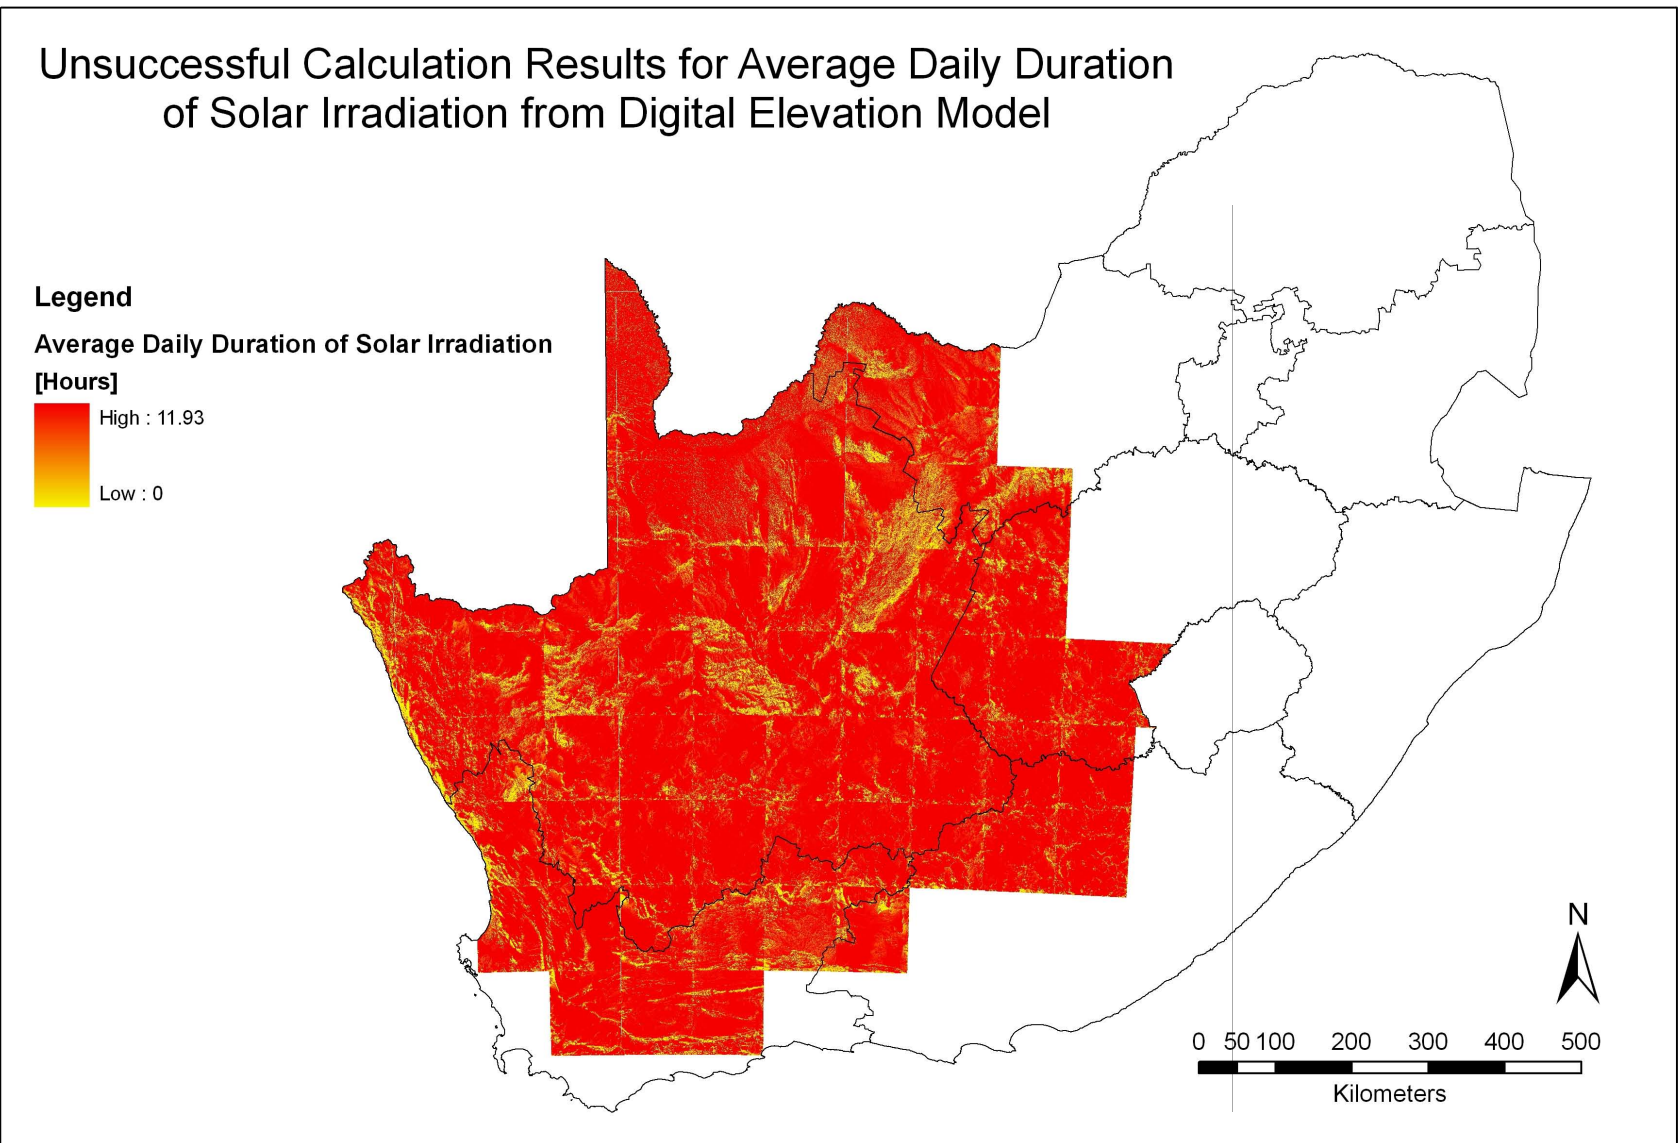 Unsuccessful Calculation Results for Average Daily Duration
of Solar Irradiation from Digital Elevation Model
Legend
Average Daily Duration of Solar Irradiation
[Hours]
High : 11.93
Low : 0
N
0 50 100 200 300 400 500
Kilometers